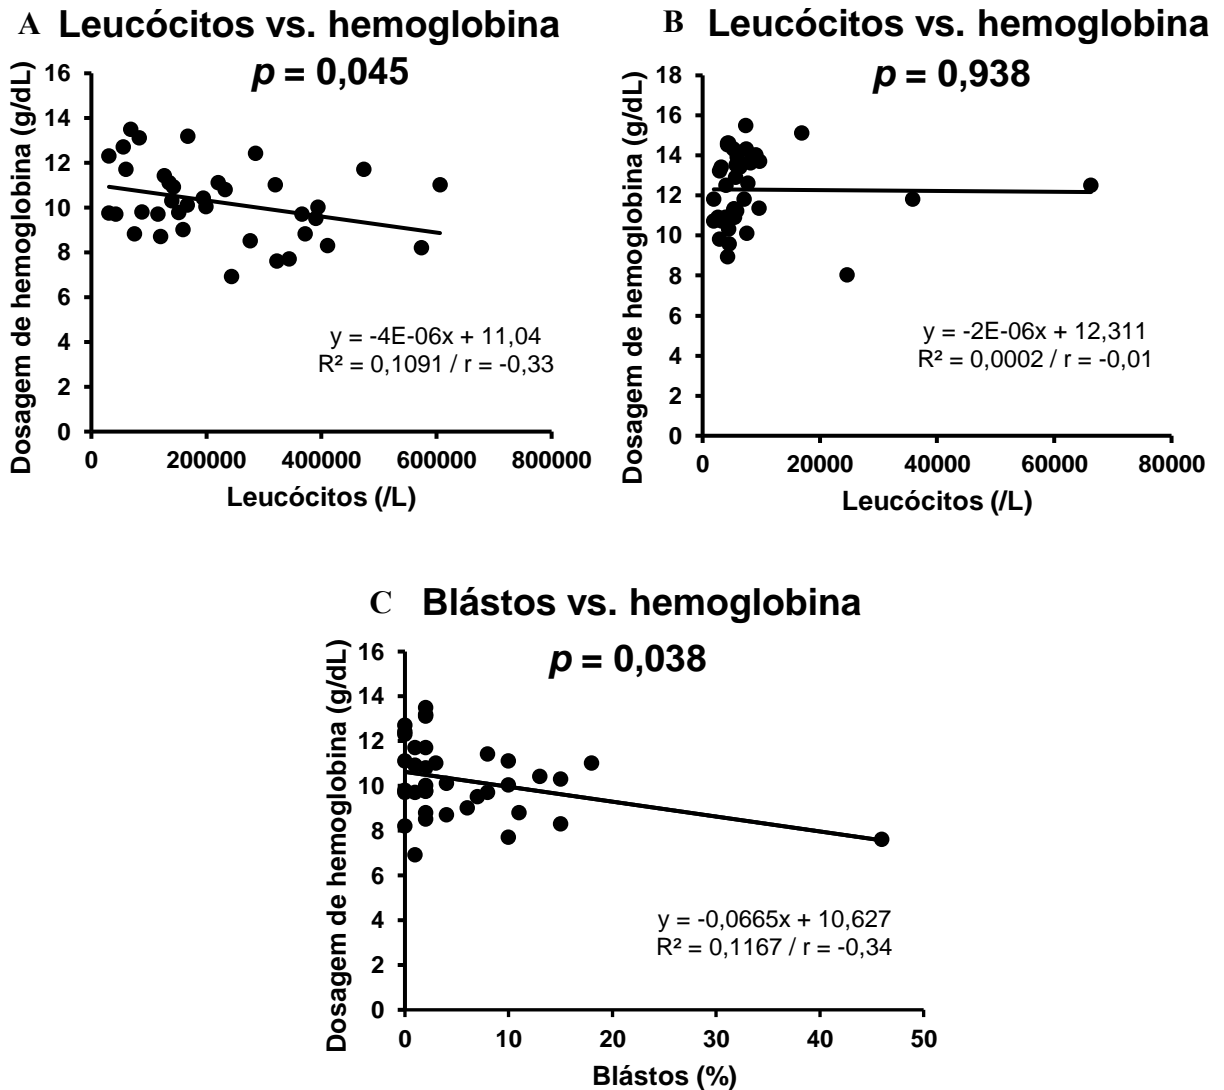 A Leucócitos vs. hemoglobina
p = 0,045
Dosagem de hemoglobina (g/dL)
16
14
12
10
8
6
4
2
0
y = -4E-06x + 11,04
R² = 0,1091 / r = -0,33
0 200000 400000 600000 800000
Leucócitos (/L)
B Leucócitos vs. hemoglobina
p = 0,938
Dosagem de hemoglobina (g/dL)
18
16
14
12
10
8
6
4
2
0
y = -2E-06x + 12,311
R² = 0,0002 / r = -0,01
0 20000 40000 60000 80000
Leucócitos (/L)
C Blástos vs. hemoglobina
p = 0,038
Dosagem de hemoglobina (g/dL)
16
14
12
10
8
6
4
2
0
y = -0,0665x + 10,627
R² = 0,1167 / r = -0,34
0 10 20 30 40 50
Blástos (%)